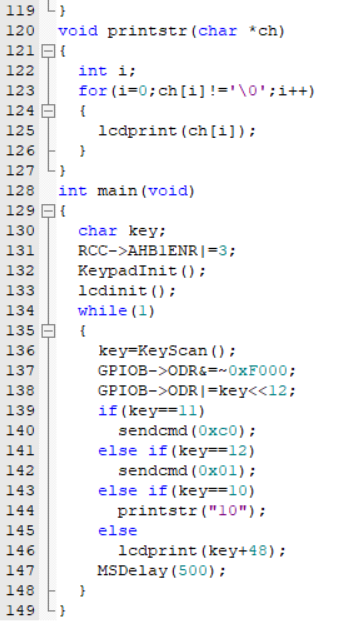 119 }
120 void printstr(char *ch)
121 {
122   int i;
123   for(i=0;ch[i]!='\0';i++)
124   {
125     lcdprint(ch[i]);
126   }
127 }
128 int main(void)
129 {
130   char key;
131   RCC->AHB1ENR|=3;
132   KeypadInit();
133   lcdinit();
134   while(1)
135   {
136     key=KeyScan();
137     GPIOB->ODR&=~0xF000;
138     GPIOB->ODR|=key<<12;
139     if(key==11)
140       sendcmd(0xc0);
141     else if(key==12)
142       sendcmd(0x01);
143     else if(key==10)
144       printstr("10");
145     else
146       lcdprint(key+48);
147     MSDelay(500);
148   }
149 }